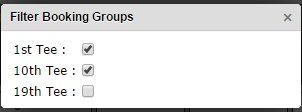 Filter Booking Groups
1st Tee :
10th Tee :
19th Tee :